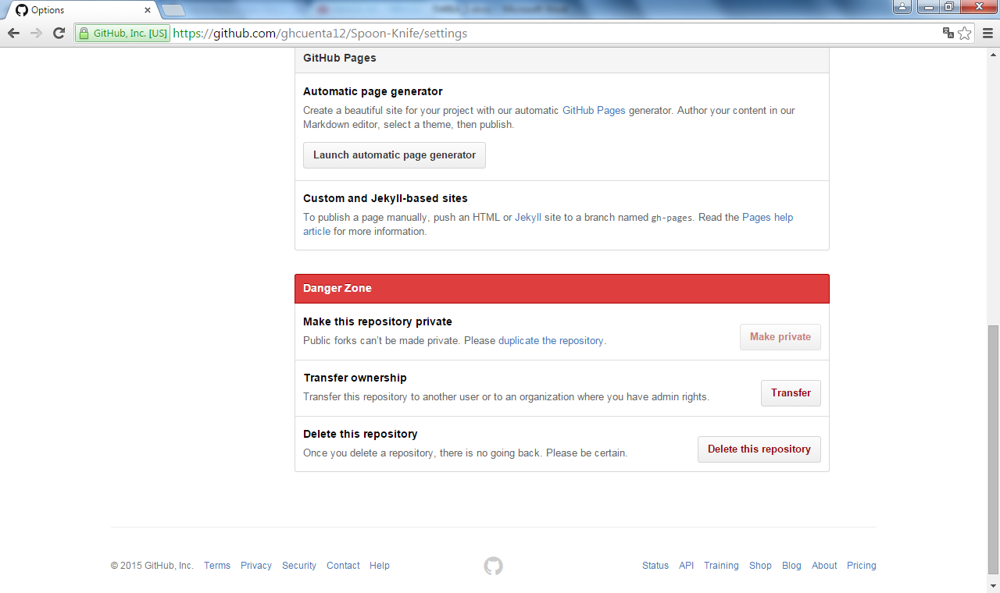 Options
GitHub, Inc. [US] https://github.com/ghcuenta12/Spoon-Knife/settings
GitHub Pages
Automatic page generator
Create a beautiful site for your project with our automatic GitHub Pages generator. Author your content in our
Markdown editor, select a theme, then publish.
Launch automatic page generator
Custom and Jekyll-based sites
To publish a page manually, push an HTML or Jekyll site to a branch named gh-pages. Read the Pages help
article for more information.
Danger Zone
Make this repository private
Public forks can't be made private. Please duplicate the repository.
Make private
Transfer ownership
Transfer this repository to another user or to an organization where you have admin rights.
Transfer
Delete this repository
Once you delete a repository, there is no going back. Please be certain.
Delete this repository
© 2015 GitHub, Inc. Terms Privacy Security Contact Help
Status API Training Shop Blog About Pricing